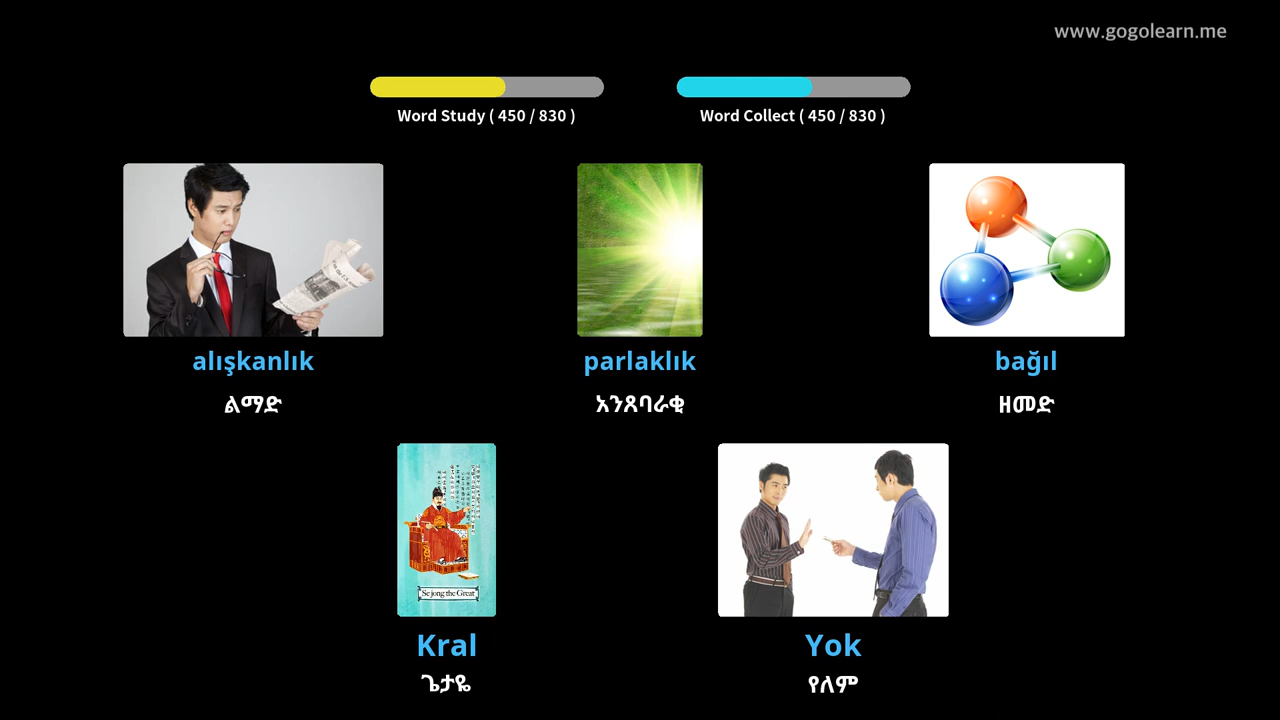 www.gogolearn.me
Word Study ( 450 / 830 )
Word Collect ( 450 / 830 )
alışkanlık
parlaklık
bağıl
ልማድ
አንጸባራቂ
ዘመድ
Sejong the Great
Kral
Yok
ጌታዬ
የለም